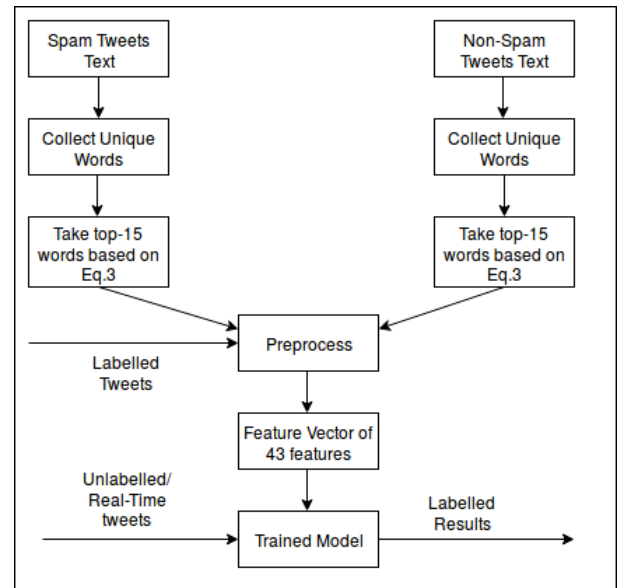 Spam Tweets
Text
Non-Spam
Tweets Text
Collect Unique
Words
Collect Unique
Words
Take top-15
words based on
Eq.3
Take top-15
words based on
Eq.3
Preprocess
Labelled
Tweets
Feature Vector of
43 features
Unlabelled/
Real-Time
tweets
Trained Model
Labelled
Results